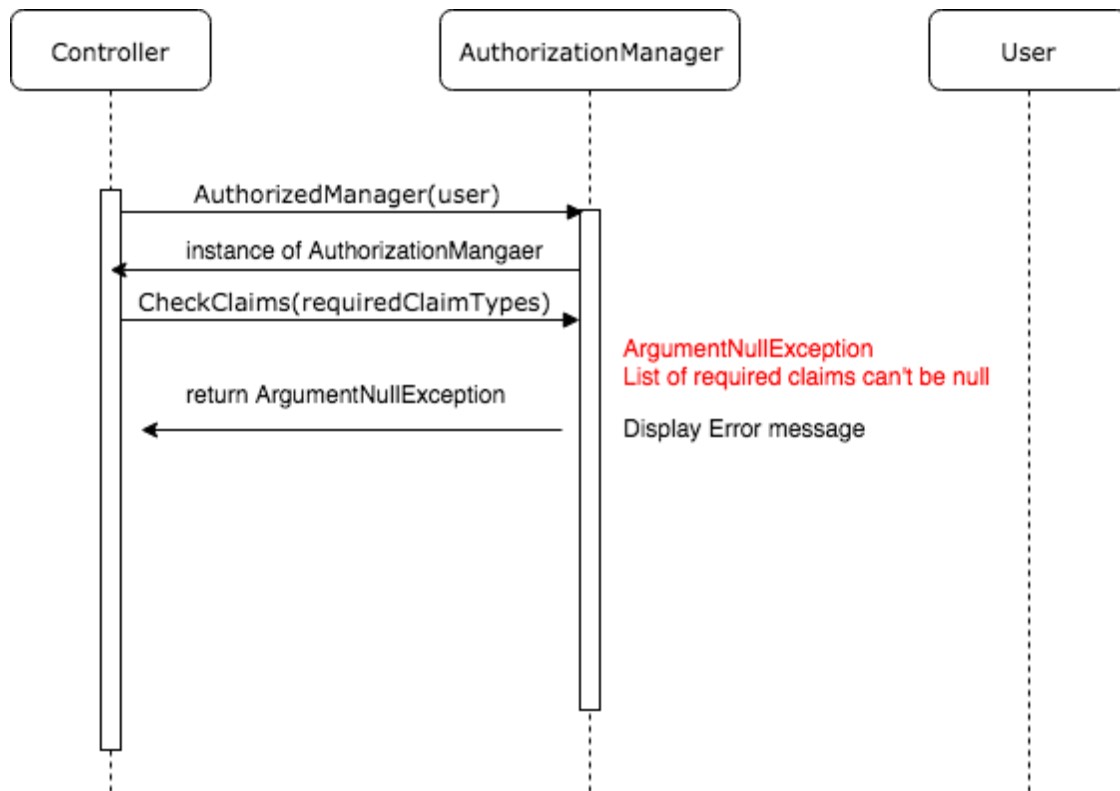 Controller
AuthorizationManager
User
AuthorizedManager(user)
instance of AuthorizationMangaer
CheckClaims(requiredClaimTypes)
ArgumentNullException
List of required claims can't be null
return ArgumentNullException
Display Error message